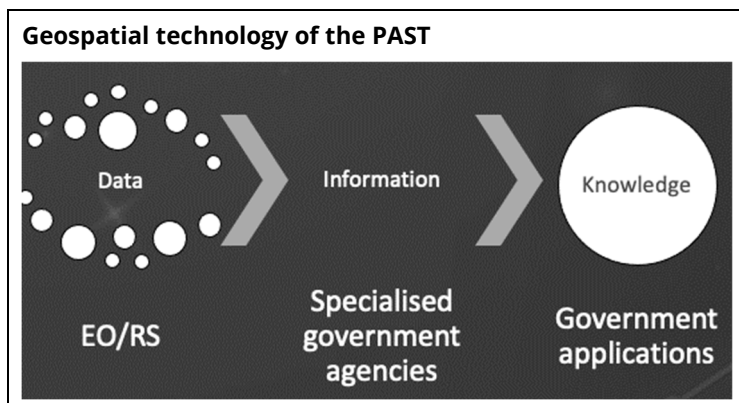 Geospatial technology of the PAST
Data
Information
Knowledge
EO/RS
Specialised
government
agencies
Government
applications